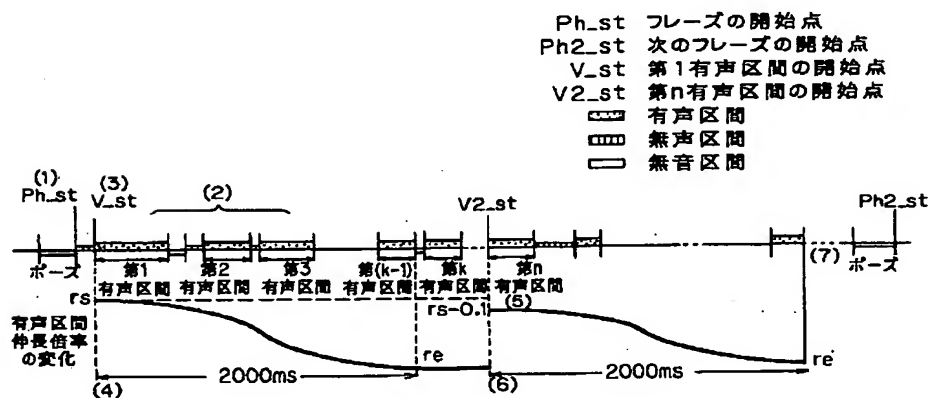 Ph_st フレーズの開始点
Ph2_st 次のフレーズの開始点
V_st 第1有声区間の開始点
V2_st 第n有声区間の開始点
有声区間
無声区間
無音区間
(1)
Ph_st
(3)
V_st
(2)
V2_st
Ph2_st
(7)
ポーズ
第1
有声区間
第2
有声区間
第3
有声区間
第(k-1)
有声区間
第k
有声区間
第n
有声区間
ポーズ
rs
rs-0.1
(5)
有声区間
伸長倍率
の変化
re
re
2000ms
2000ms
(4)
(6)